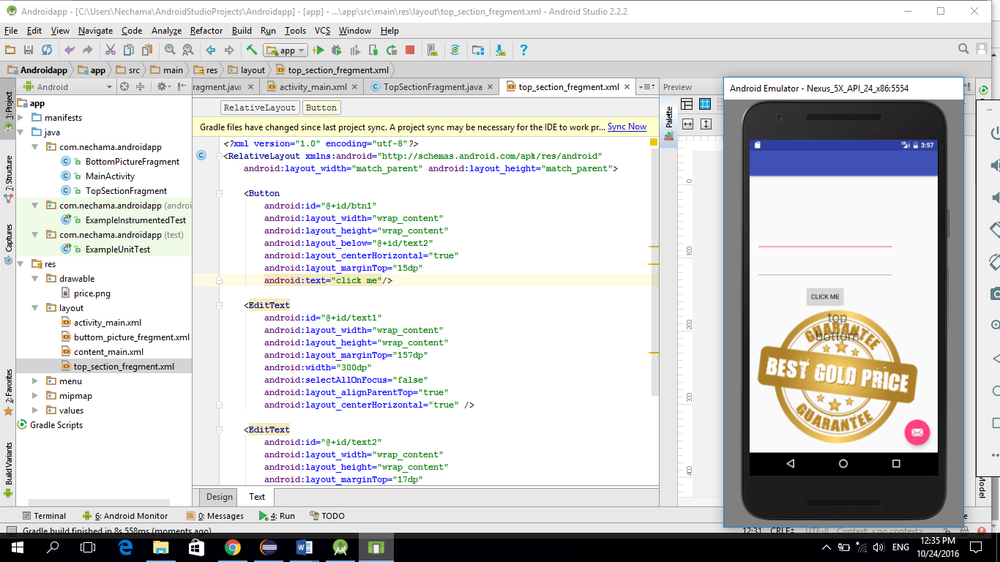 Androidapp - [C:\Users\Nechama\AndroidStudioProjects\Androidapp] - [app] - ...\app\src\main\res\layout\top_section_fregment.xml - Android Studio 2.2.2
File Edit View Navigate Code Analyze Refactor Build Run Tools VCS Window Help
app
Androidapp app src main res layout top_section_fregment.xml
Android
ragment.java activity_main.xml TopSectionFragment.java top_section_fregment.xml 7 Preview
1: Project
7: Structure
Captures
2: Favorites
Build Variants
app
manifests
java
com.nechama.androidapp
BottomPictureFragment
MainActivity
TopSectionFragment
com.nechama.androidapp (androi
ExampleInstrumentedTest
com.nechama.androidapp (test)
ExampleUnitTest
res
drawable
price.png
layout
activity_main.xml
buttom_picture_fregment.xml
content_main.xml
top_section_fregment.xml
menu
mipmap
values
Gradle Scripts
RelativeLayout Button
Gradle files have changed since last project sync. A project sync may be necessary for the IDE to work pr... Sync Now
<?xml version="1.0" encoding="utf-8"?>
<RelativeLayout xmlns:android="http://schemas.android.com/apk/res/android"
android:layout_width="match_parent" android:layout_height="match_parent">
<Button
android:id="@+id/btn1"
android:layout_width="wrap_content"
android:layout_height="wrap_content"
android:layout_below="@+id/text2"
android:layout_centerHorizontal="true"
android:layout_marginTop="15dp"
android:text="click me"/>
<EditText
android:id="@+id/text1"
android:layout_width="wrap_content"
android:layout_height="wrap_content"
android:layout_marginTop="157dp"
android:width="300dp"
android:selectAllOnFocus="false"
android:layout_alignParentTop="true"
android:layout_centerHorizontal="true" />
<EditText
android:id="@+id/text2"
android:layout_width="wrap_content"
android:layout_height="wrap_content"
android:layout_marginTop="17dp"
Design Text
Palette
0
100
200
300
400
Android Emulator - Nexus_5X_API_24_x86:5554
3:57
CLICK ME
top
bottom
GUARANTEE
BEST GOLD PRICE
GUARANTEE
Model
Terminal 6: Android Monitor 0: Messages 4: Run TODO
Gradle build finished in 8s 558ms (moments ago) 12:31 CRLF UTF-8 Context: <no context>
ENG
12:35 PM
10/24/2016